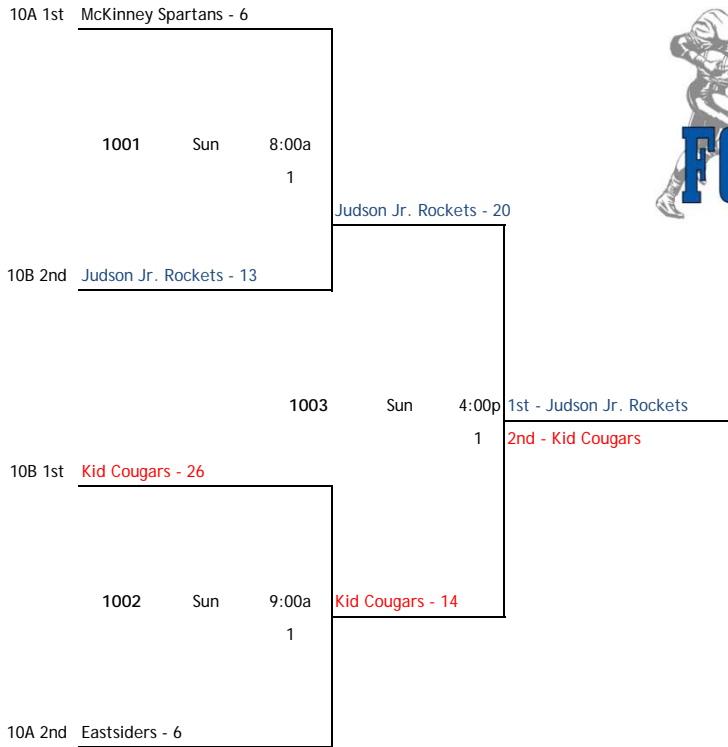 10A 1st McKinney Spartans - 6
1001 Sun 8:00a
1
Judson Jr. Rockets - 20
10B 2nd Judson Jr. Rockets - 13
1003 Sun 4:00p 1st - Judson Jr. Rockets
1 2nd - Kid Cougars
10B 1st Kid Cougars - 26
1002 Sun 9:00a Kid Cougars - 14
1
10A 2nd Eastsiders - 6